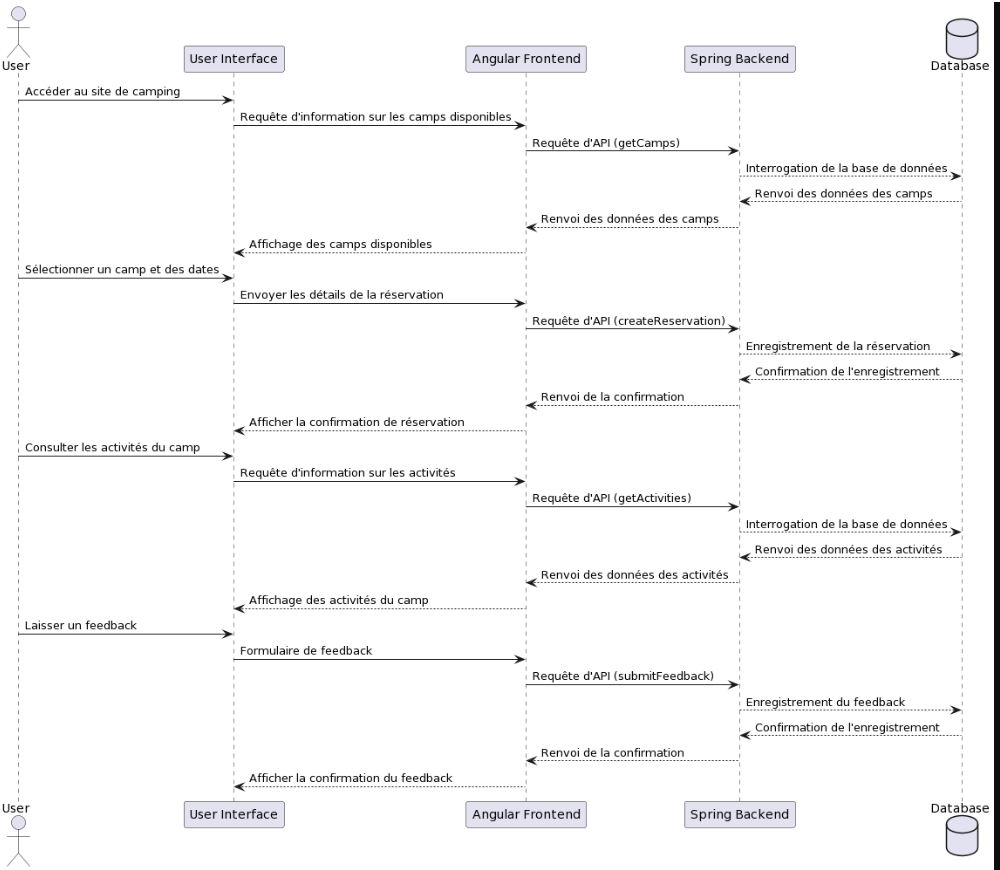 User
User Interface
Angular Frontend
Spring Backend
Database
Accéder au site de camping
Requête d'information sur les camps disponibles
Requête d'API (getCamps)
Interrogation de la base de données
Renvoi des données des camps
Renvoi des données des camps
Affichage des camps disponibles
Sélectionner un camp et des dates
Envoyer les détails de la réservation
Requête d'API (createReservation)
Enregistrement de la réservation
Confirmation de l'enregistrement
Renvoi de la confirmation
Afficher la confirmation de réservation
Consulter les activités du camp
Requête d'information sur les activités
Requête d'API (getActivities)
Interrogation de la base de données
Renvoi des données des activités
Renvoi des données des activités
Affichage des activités du camp
Laisser un feedback
Formulaire de feedback
Requête d'API (submitFeedback)
Enregistrement du feedback
Confirmation de l'enregistrement
Renvoi de la confirmation
Afficher la confirmation du feedback
User
User Interface
Angular Frontend
Spring Backend
Database